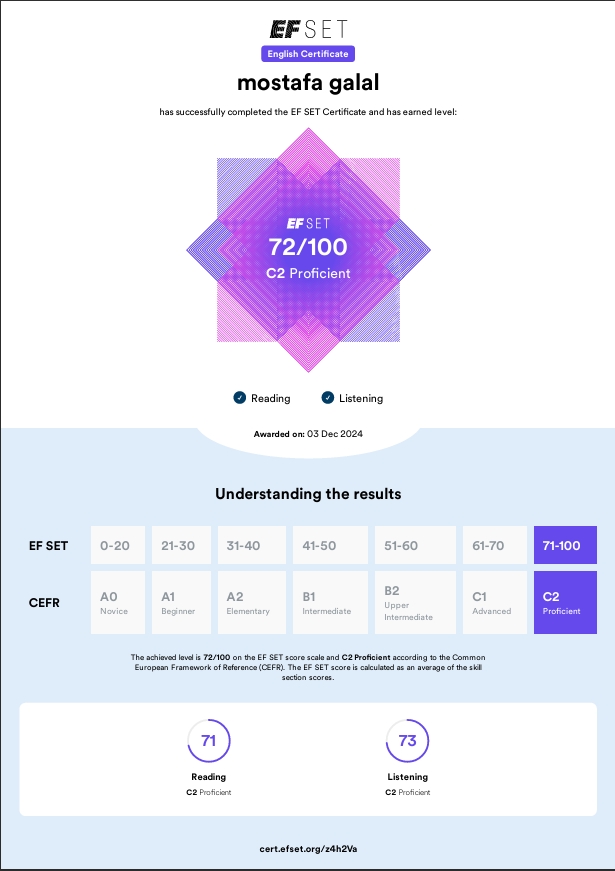 EF SET
English Certificate
mostafa galal
has successfully completed the EF SET Certificate and has earned level:
EF SET
72/100
C2 Proficient
Reading Listening
Awarded on: 03 Dec 2024
Understanding the results
EF SET 0-20 21-30 31-40 41-50 51-60 61-70 71-100
CEFR
A0 Novice
A1 Beginner
A2 Elementary
B1 Intermediate
B2 Upper Intermediate
C1 Advanced
C2 Proficient
The achieved level is 72/100 on the EF SET score scale and C2 Proficient according to the Common
European Framework of Reference (CEFR). The EF SET score is calculated as an average of the skill
section scores.
71 73
Reading Listening
C2 Proficient C2 Proficient
cert.efset.org/z4h2Va